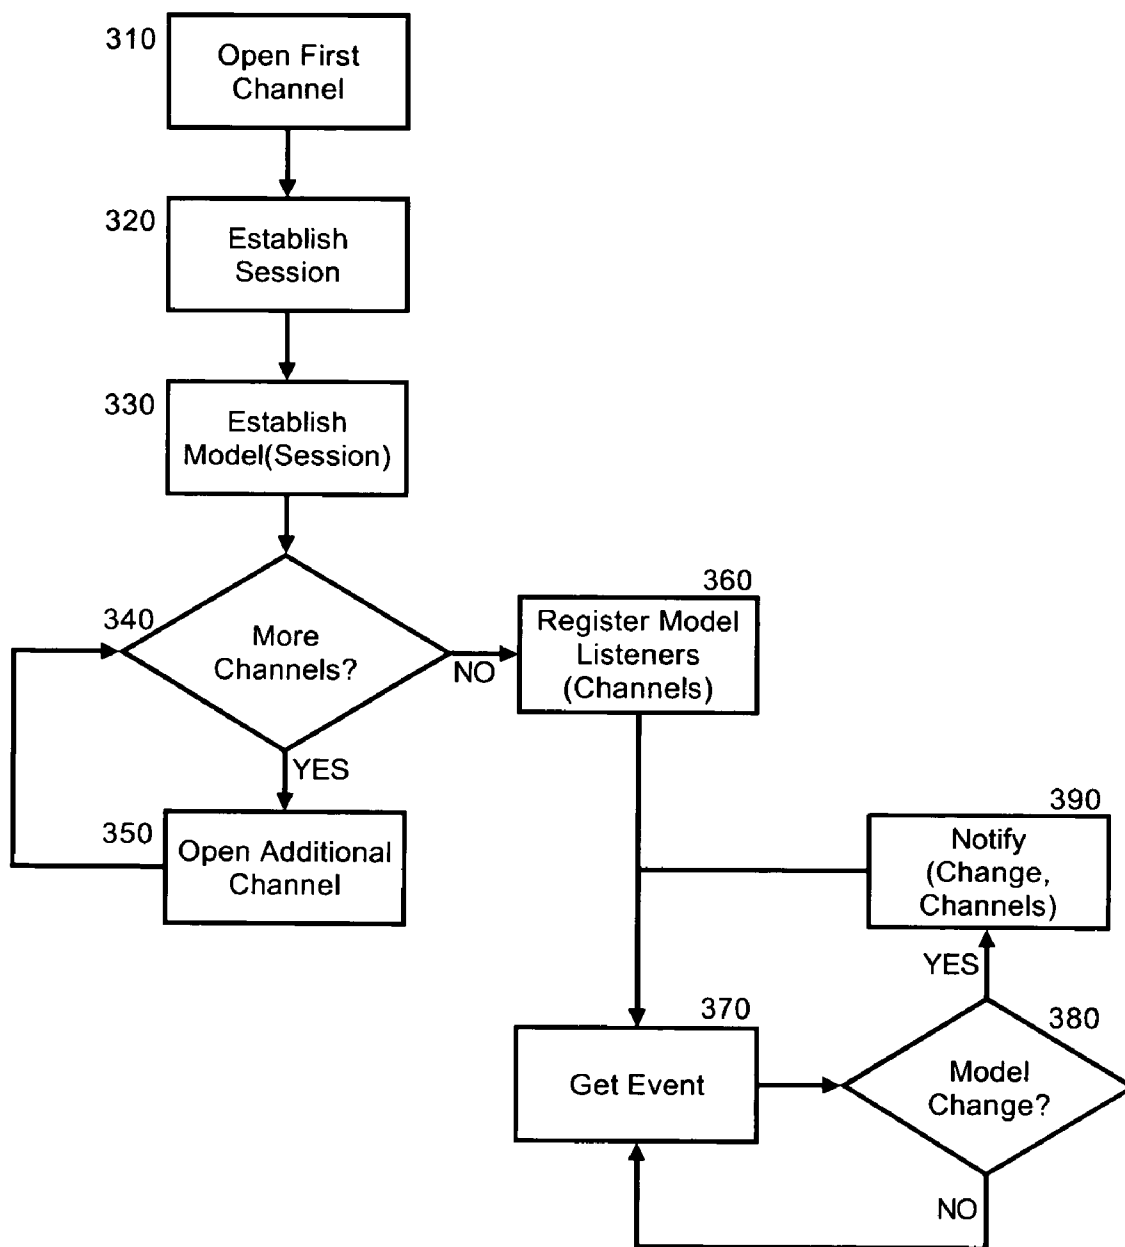 310
Open First
Channel
320
Establish
Session
330
Establish
Model(Session)
340
More
Channels?
NO
YES
350
Open Additional
Channel
360
Register Model
Listeners
(Channels)
370
Get Event
380
Model
Change?
YES
NO
390
Notify
(Change,
Channels)